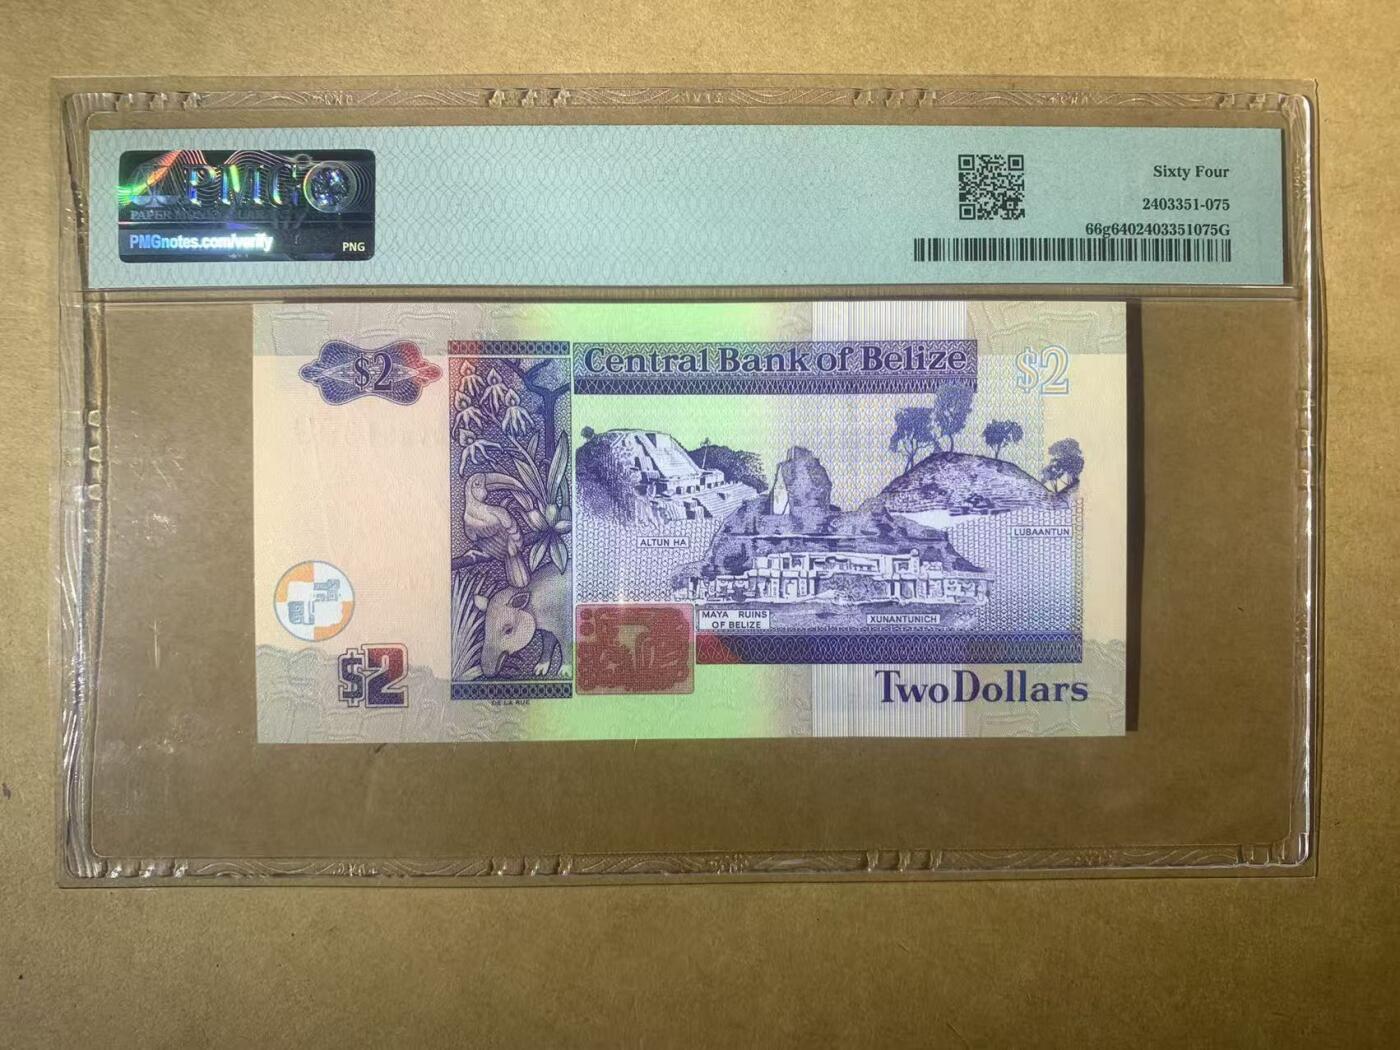 PMG
PMGnotes.com/verify
PNG
Sixty Four
2403351-075
66g6402403351075G
$2
Central Bank of Belize
$2
ALTUN HA
LUBAANTUN
MAYA RUINS
OF BELIZE
XUNANTUNICH
$2
Two Dollars
DE LA RUE